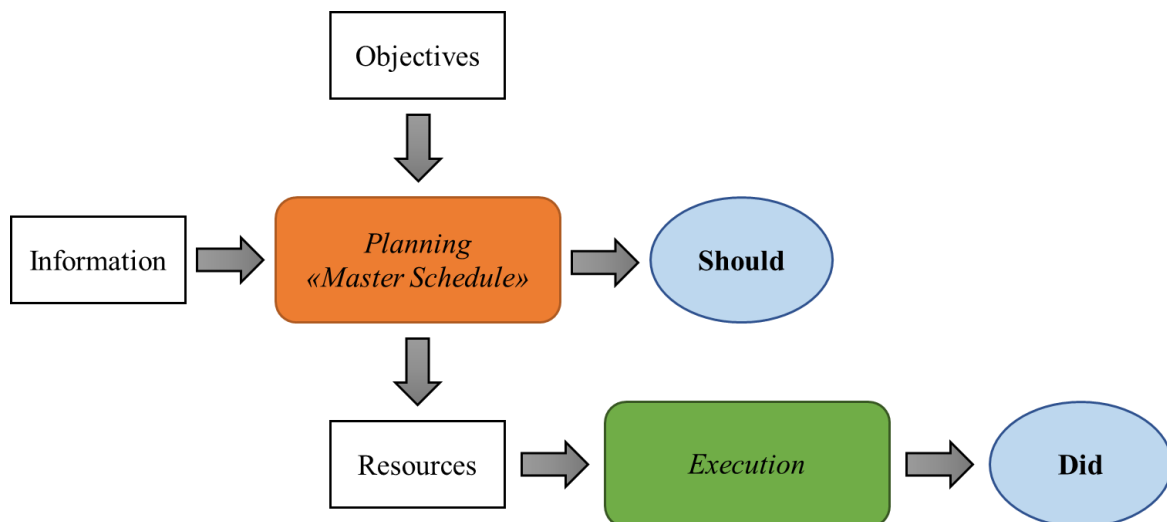 Objectives
Information
Planning
«Master Schedule»
Should
Resources
Execution
Did